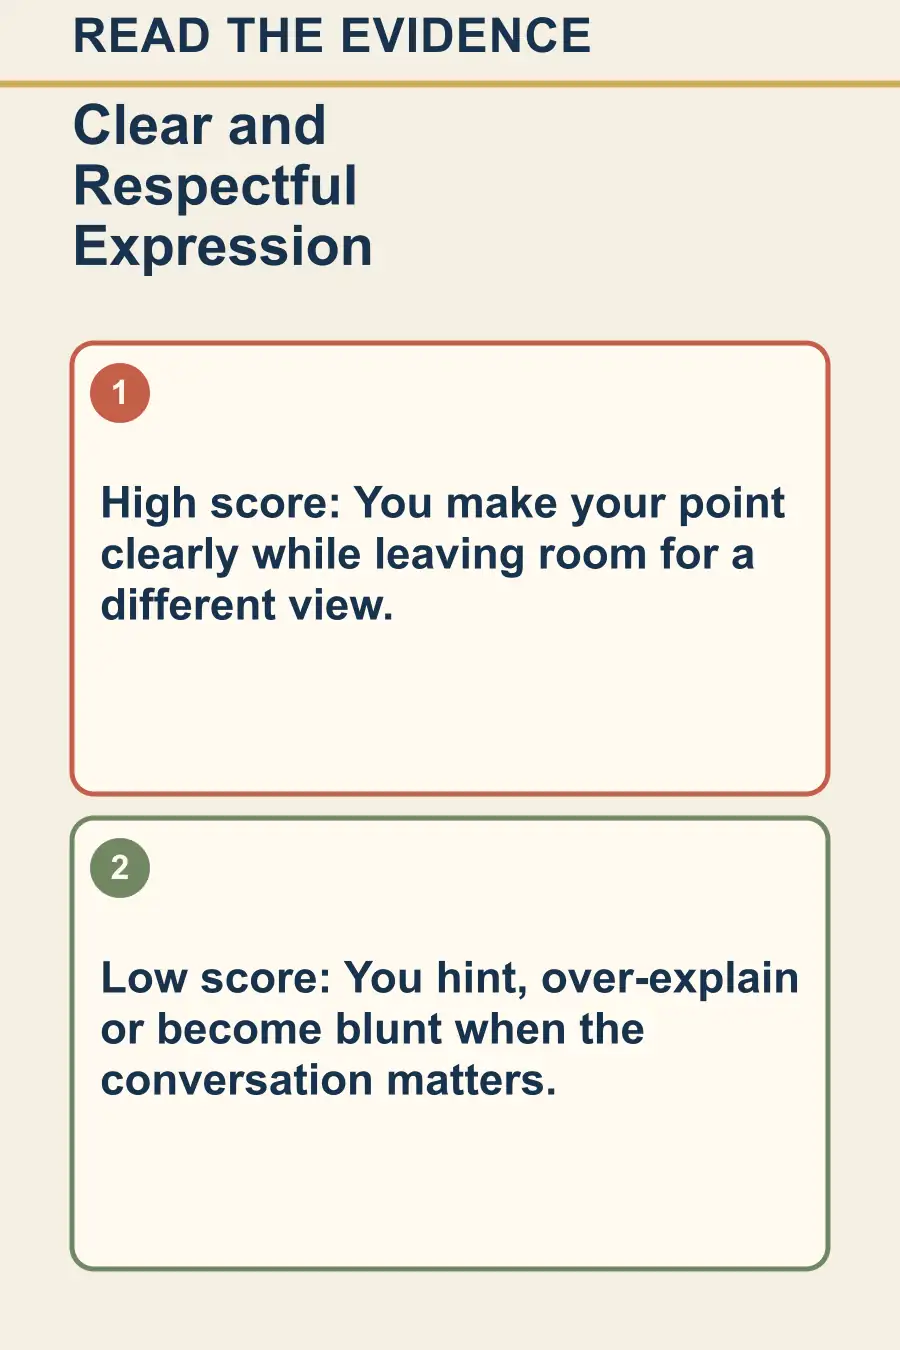 READ THE EVIDENCE
Clear and
Respectful
Expression
1
High score: You make your point
clearly while leaving room for a
different view.
2
Low score: You hint, over-explain
or become blunt when the
conversation matters.